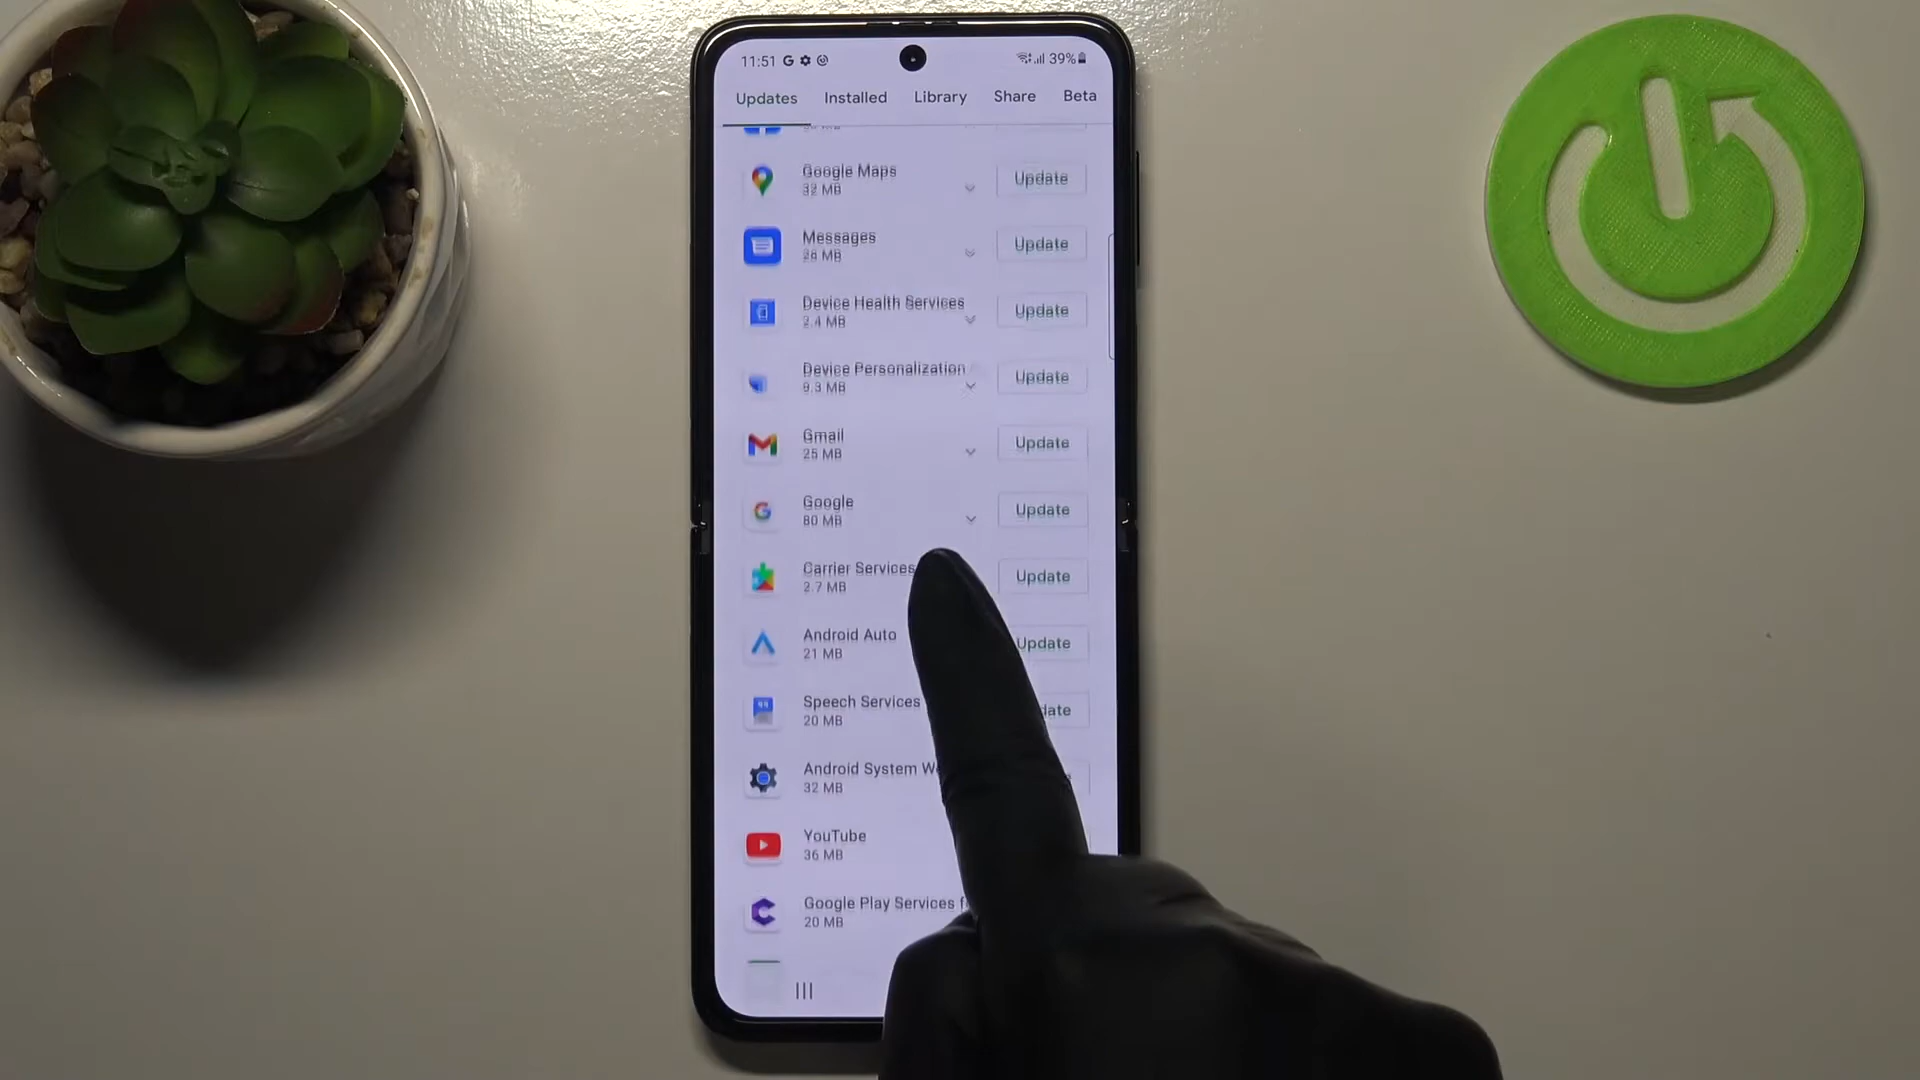 11:51 39%
Updates Installed Library Share Beta
Google Maps
32 MB
Update
Messages
Update
Device Health Services
2.4 MB
Update
Device Personalization
9.3 MB
Update
Gmail
25 MB
Update
Google
80 MB
Update
Carrier Services
2.7 MB
Update
Android Auto
21 MB
Update
Speech Services
20 MB
date
Android System W
32 MB
YouTube
36 MB
Google Play Services f
20 MB